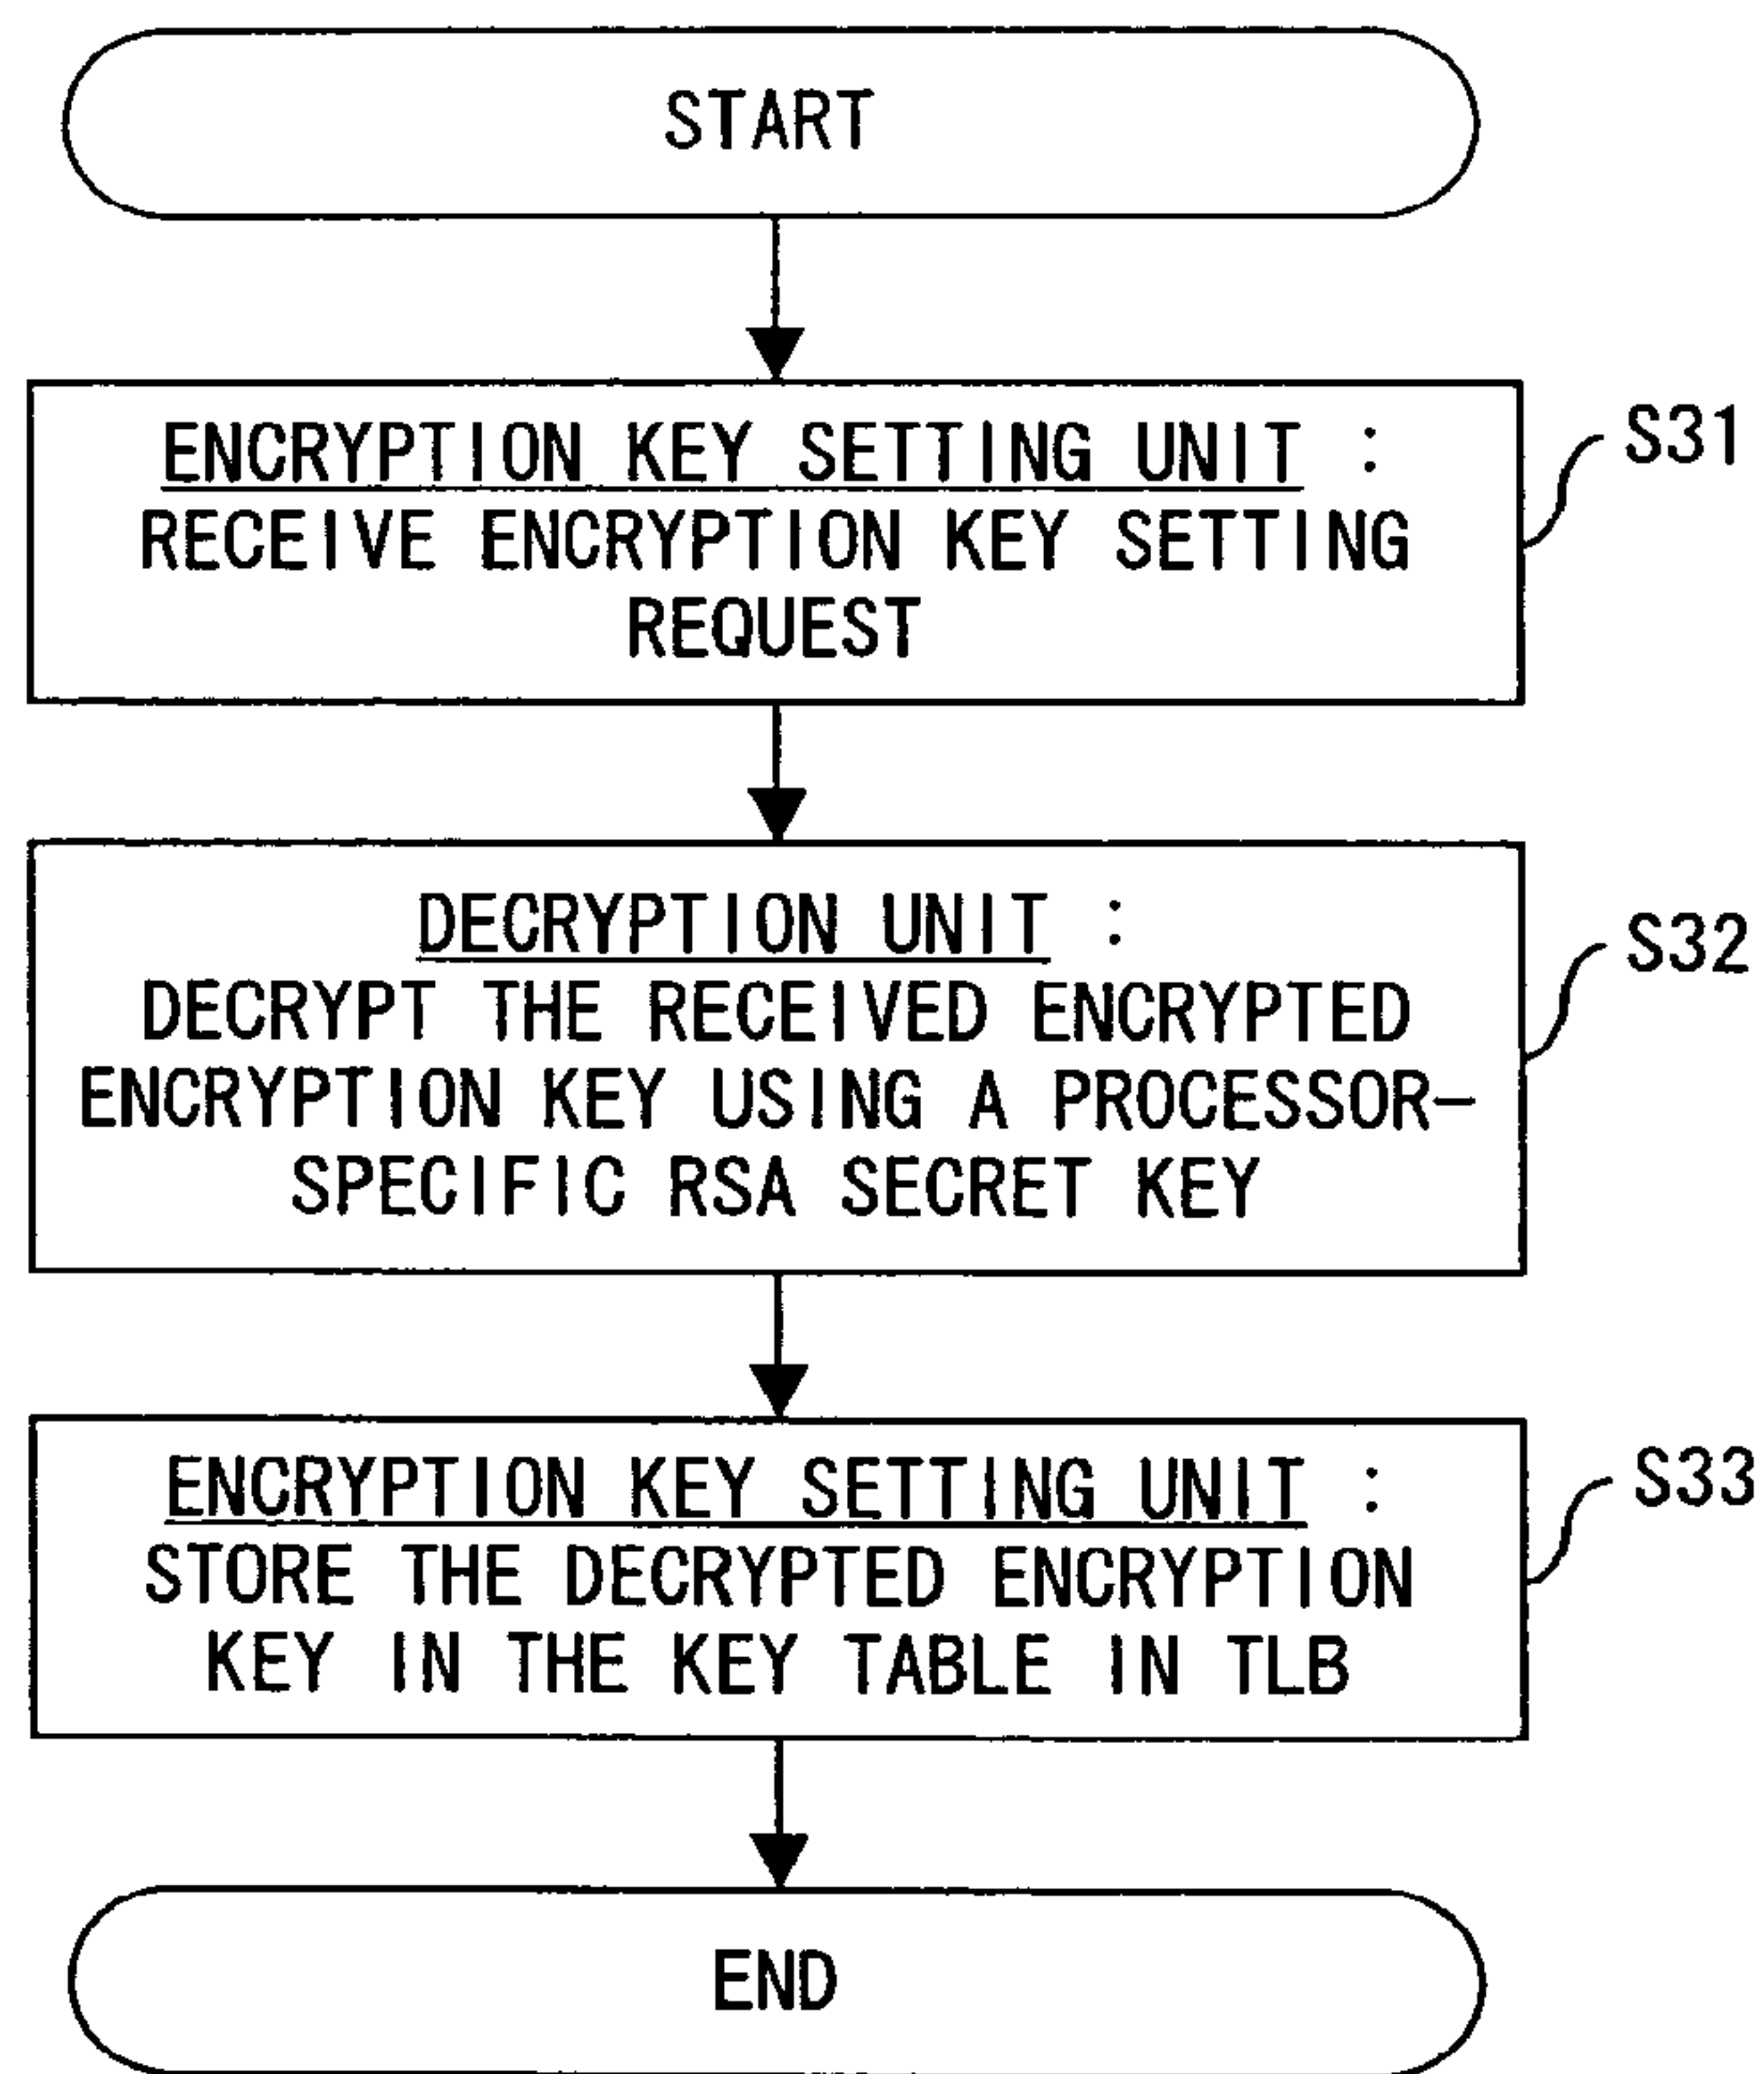 START
ENCRYPTION KEY SETTING UNIT :
RECEIVE ENCRYPTION KEY SETTING
REQUEST
S31
DECRYPTION UNIT :
DECRYPT THE RECEIVED ENCRYPTED
ENCRYPTION KEY USING A PROCESSOR-
SPECIFIC RSA SECRET KEY
S32
ENCRYPTION KEY SETTING UNIT :
STORE THE DECRYPTED ENCRYPTION
KEY IN THE KEY TABLE IN TLB
S33
END